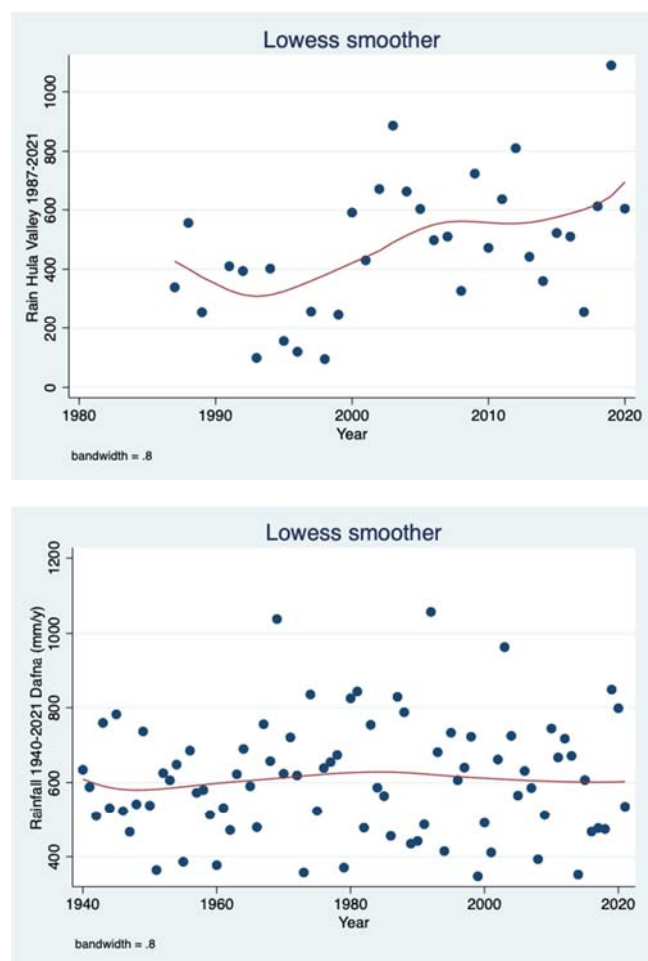 Lowess smoother
Rain Hula Valley 1987-2021
1000
800
600
400
200
0
1980
1990
2000
2010
2020
Year
bandwidth = .8
Lowess smoother
Rainfall 1940-2021 Dafna (mm/y)
1200
1000
800
600
400
1940
1960
1980
2000
2020
Year
bandwidth = .8